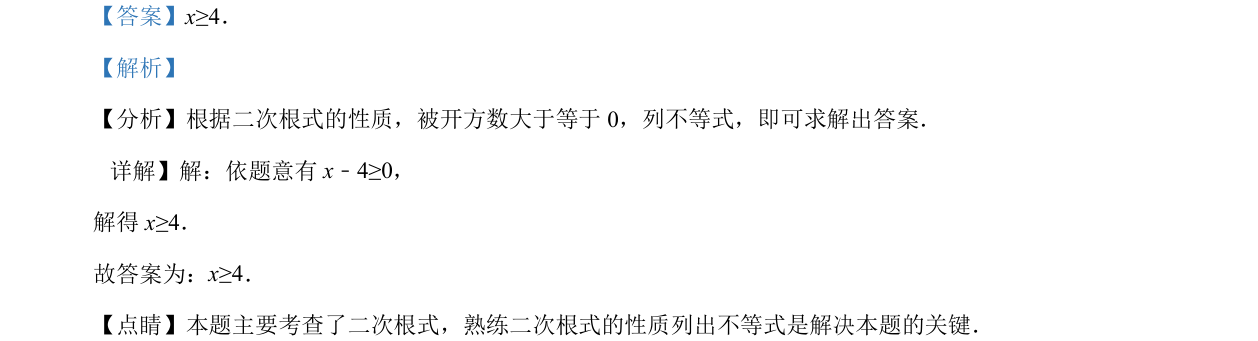 【答案】x≥4．
【解析】
【分析】根据二次根式的性质，被开方数大于等于 0，列不等式，即可求解出答案．
详解】解：依题意有 x﹣4≥0，
解得 x≥4．
故答案为：x≥4．
【点睛】本题主要考查了二次根式，熟练二次根式的性质列出不等式是解决本题的关键．